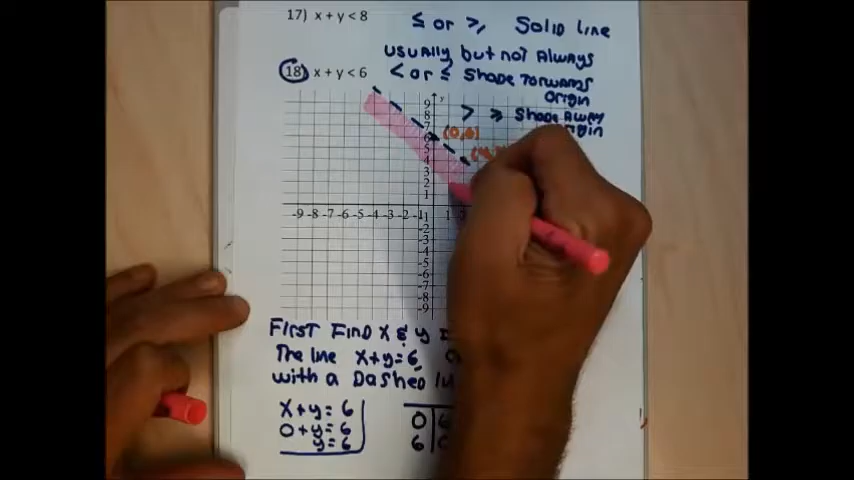 17) x + y < 8
≤ or ≥, Solid Line
usually but not Always
18) x + y < 6
< or ≤ Shade Torwards
Origin
> ≥ Shade Away
9
y
8
7
6
(0,6)
5
4
3
2
1
-9 -8 -7 -6 -5 -4 -3 -2 -1 1
-2
-3
-4
-5
-6
-7
-8
-9
First Find x & y
The line x+y=6,
with a Dashed
x+y=6
0+y=6
y=6
0
6